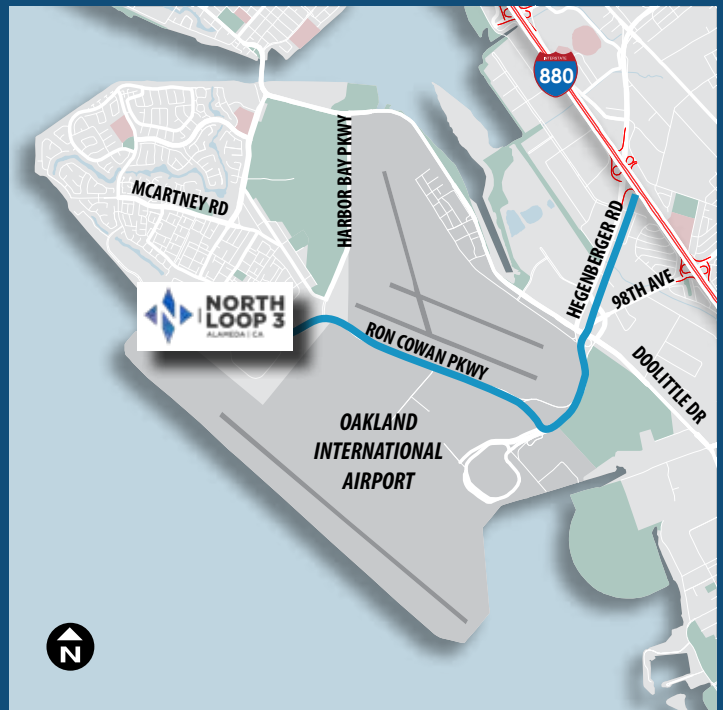 INTERSTATE
880
HARBOR BAY PKWY
MCARTNEY RD
HEGENBERGER RD
98TH AVE
NORTH
LOOP 3
ALAMEDA | CA
RON COWAN PKWY
DOOLITTLE DR
OAKLAND
INTERNATIONAL
AIRPORT
N